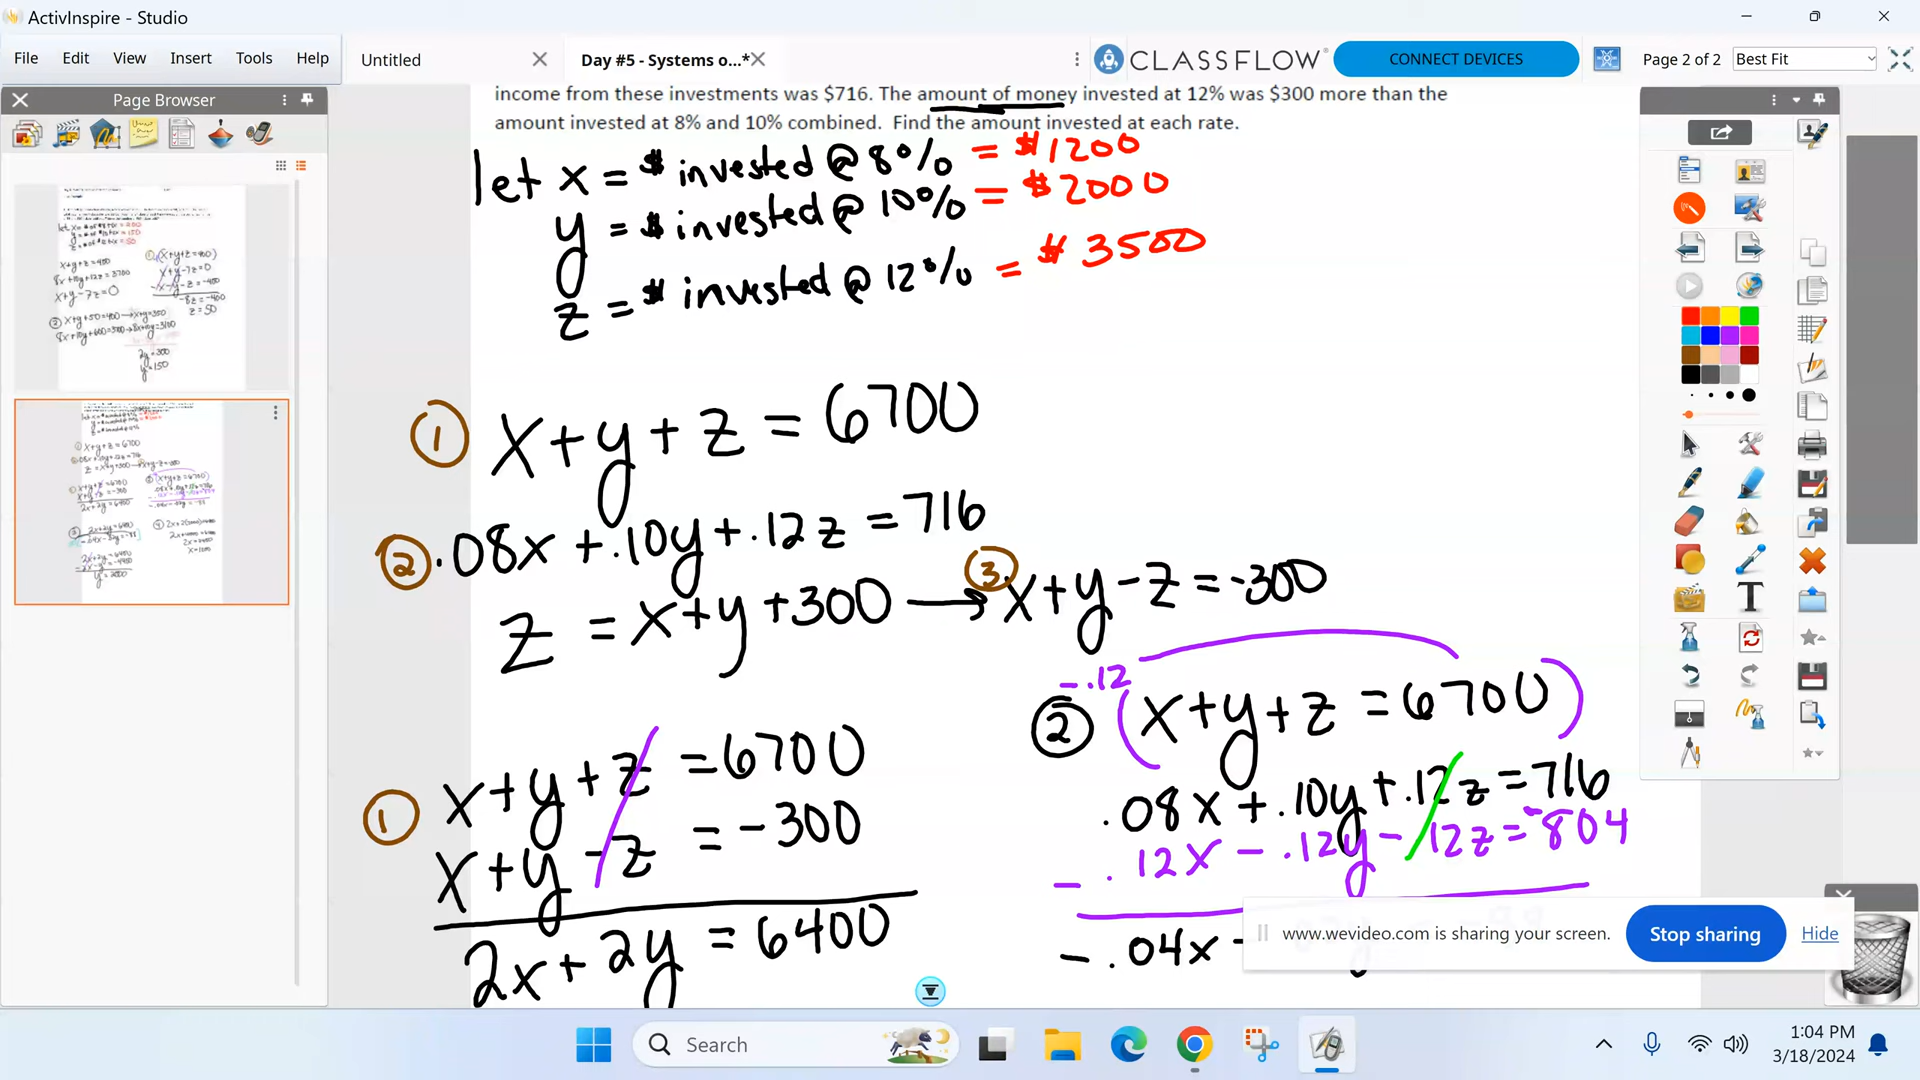 ActivInspire - Studio
File Edit View Insert Tools Help
Untitled
Day #5 - Systems o...*
CLASSFLOW
CONNECT DEVICES
Page 2 of 2
Best Fit
Page Browser
income from these investments was $716. The amount of money invested at 12% was $300 more than the
amount invested at 8% and 10% combined. Find the amount invested at each rate.
let x = $ invested @ 8% = $1200
y = $ invested @ 10% = $2000
z = $ invested @ 12% = $3500
① x+y+z = 6700
② .08x + .10y + .12z = 716
z = x+y+300 → ③ x+y-z = -300
① x+y+z = 6700
x+y-z = -300
2x+2y = 6400
-.12
② (x+y+z = 6700)
.08x + .10y + .12z = 716
- .12x - .12y - .12z = -804
- .04x -
www.wevideo.com is sharing your screen.
Stop sharing
Hide
Search
1:04 PM
3/18/2024